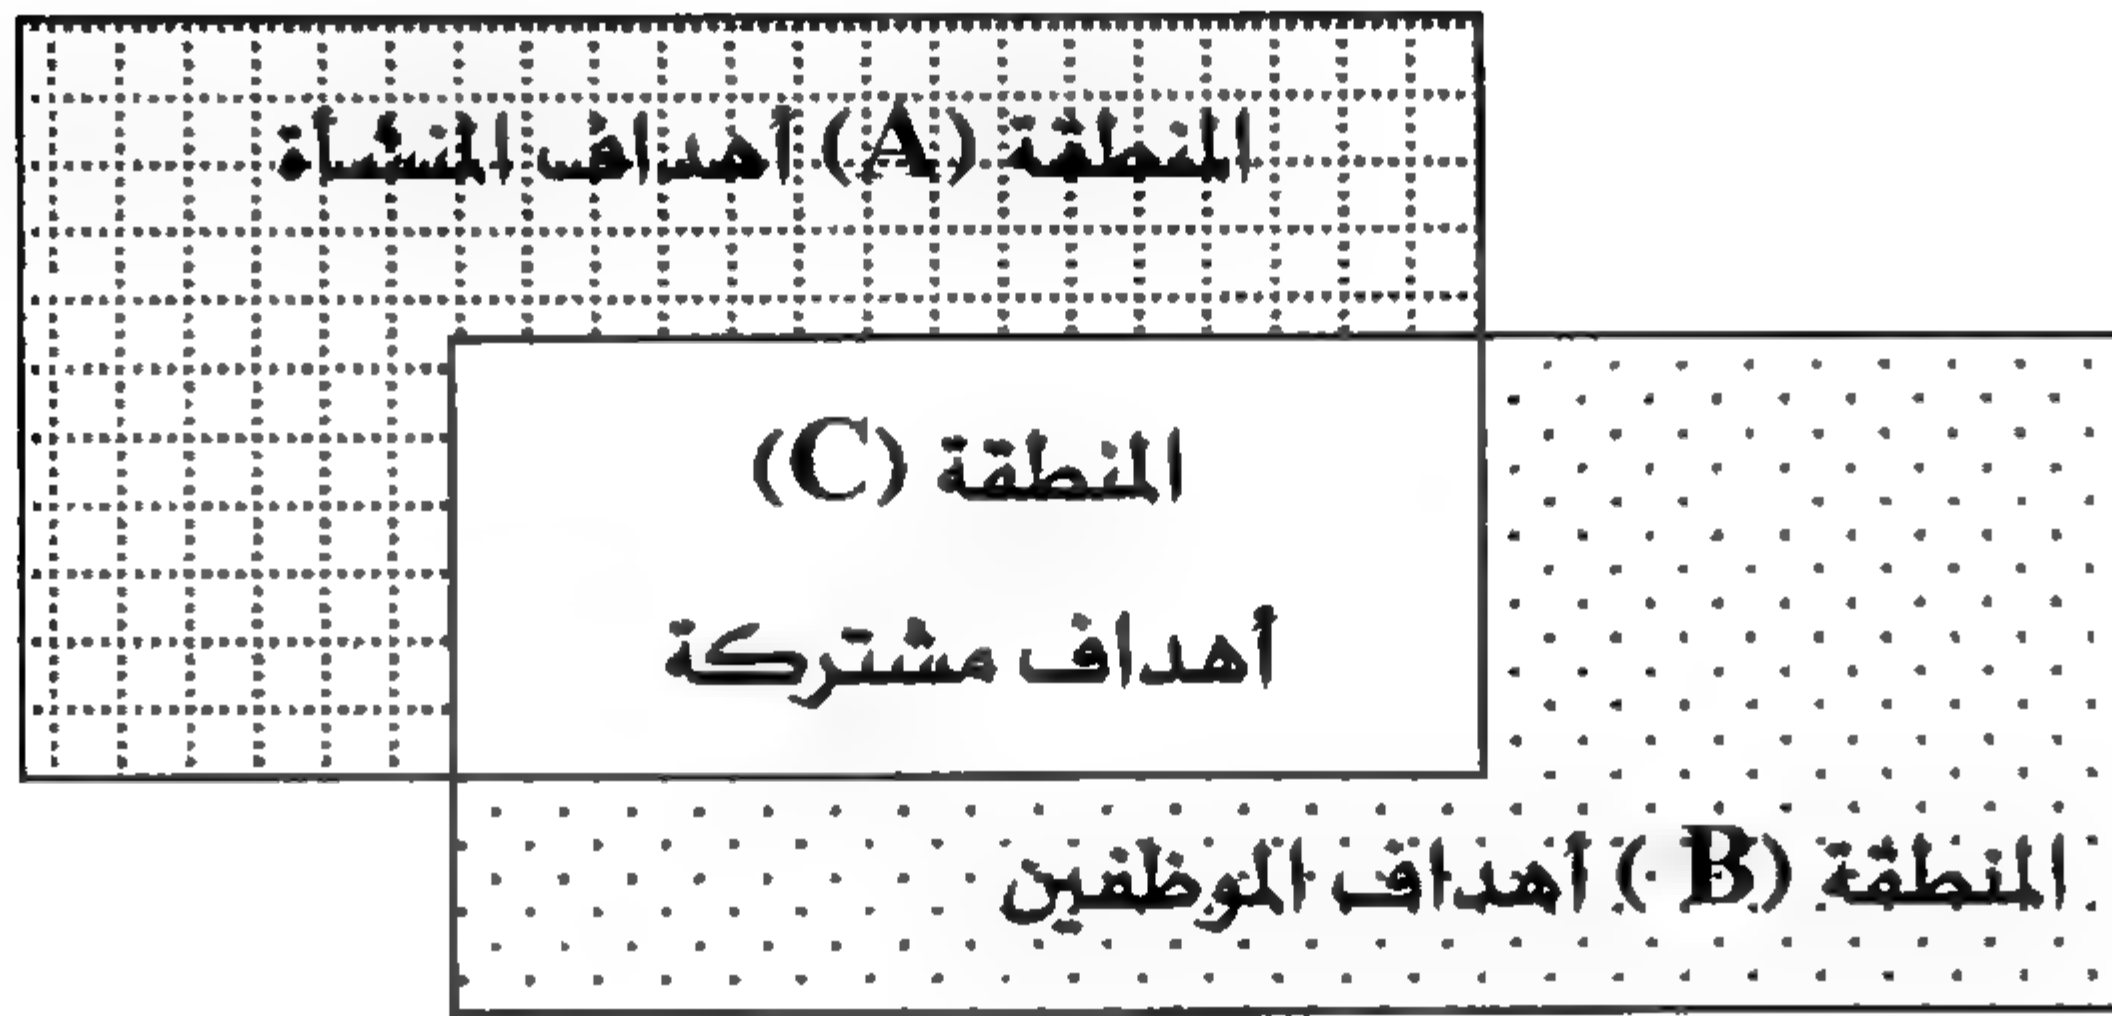 المنطقة (A) أهداف المنشأة
المنطقة (C)
أهداف مشتركة
المنطقة (B ) أهداف الموظفين